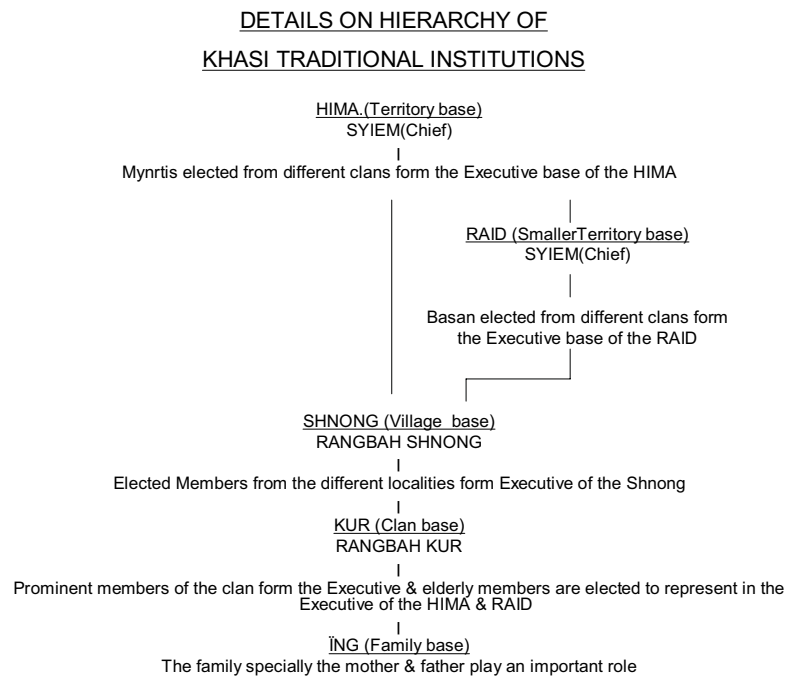 DETAILS ON HIERARCHY OF
KHASI TRADITIONAL INSTITUTIONS
HIMA.(Territory base)
SYIEM(Chief)
Mynrtis elected from different clans form the Executive base of the HIMA
RAID (SmallerTerritory base)
SYIEM(Chief)
Basan elected from different clans form
the Executive base of the RAID
SHNONG (Village base)
RANGBAH SHNONG
Elected Members from the different localities form Executive of the Shnong
KUR (Clan base)
RANGBAH KUR
Prominent members of the clan form the Executive & elderly members are elected to represent in the
Executive of the HIMA & RAID
ÏNG (Family base)
The family specially the mother & father play an important role